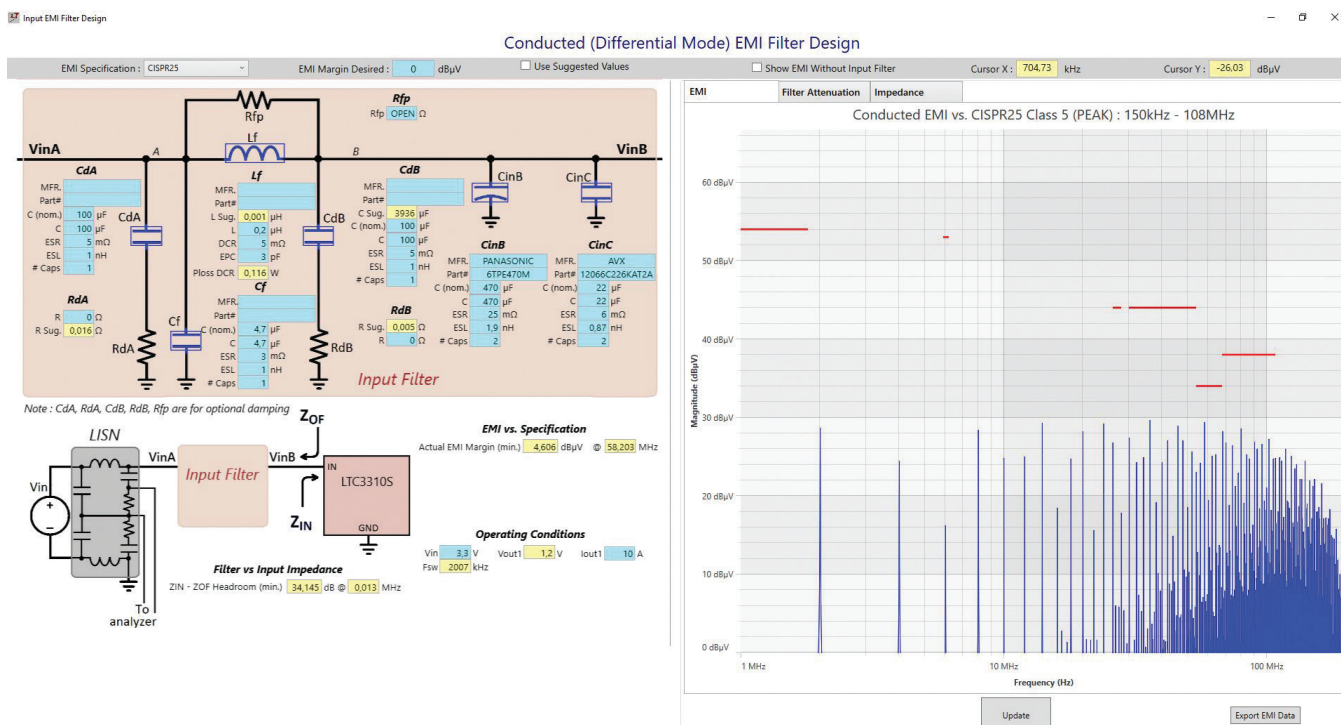 Input EMI Filter Design
Conducted (Differential Mode) EMI Filter Design
EMI Specification : CISPR25
EMI Margin Desired : 0 dBµV
Use Suggested Values
Show EMI Without Input Filter
Cursor X : 704,73 kHz
Cursor Y : -26,03 dBµV
Rfp
Rfp OPEN Ω
Rfp
Lf
VinA
A
B
VinB
CdA
MFR.
Part#
C (nom.) 100 µF
C 100 µF
ESR 5 mΩ
ESL 1 nH
# Caps 1
CdA
RdA
R 0 Ω
R Sug. 0,016 Ω
RdA
Lf
MFR.
Part#
L Sug. 0,001 µH
L 0,2 µH
DCR 5 mΩ
EPC 3 pF
Ploss DCR 0,116 W
Cf
Cf
MFR.
Part#
C (nom.) 4,7 µF
C 4,7 µF
ESR 3 mΩ
ESL 1 nH
# Caps 1
CdB
RdB
CdB
MFR.
Part#
C Sug. 3936 µF
C (nom.) 100 µF
C 100 µF
ESR 5 mΩ
ESL 1 nH
# Caps 1
RdB
R Sug. 0,005 Ω
R 0 Ω
CinB
CinC
CinB
MFR. PANASONIC
Part# 6TPE470M
C (nom.) 470 µF
C 470 µF
ESR 25 mΩ
ESL 1,9 nH
# Caps 2
CinC
MFR. AVX
Part# 12066C226KAT2A
C (nom.) 22 µF
C 22 µF
ESR 6 mΩ
ESL 0,87 nH
# Caps 2
Input Filter
Note : CdA, RdA, CdB, RdB, Rfp are for optional damping
LISN
Vin
VinA
Input Filter
VinB
ZOF
ZIN
IN
LTC3310S
GND
To
analyzer
EMI vs. Specification
Actual EMI Margin (min.) 4,606 dBµV @ 58,203 MHz
Operating Conditions
Vin 3,3 V Vout1 1,2 V Iout1 10 A
Fsw 2007 kHz
Filter vs Input Impedance
ZIN - ZOF Headroom (min.) 34,145 dB @ 0,013 MHz
EMI
Filter Attenuation
Impedance
Conducted EMI vs. CISPR25 Class 5 (PEAK) : 150kHz - 108MHz
Magnitude (dBµV)
60 dBµV
50 dBµV
40 dBµV
30 dBµV
20 dBµV
10 dBµV
0 dBµV
1 MHz
10 MHz
100 MHz
Frequency (Hz)
Update
Export EMI Data